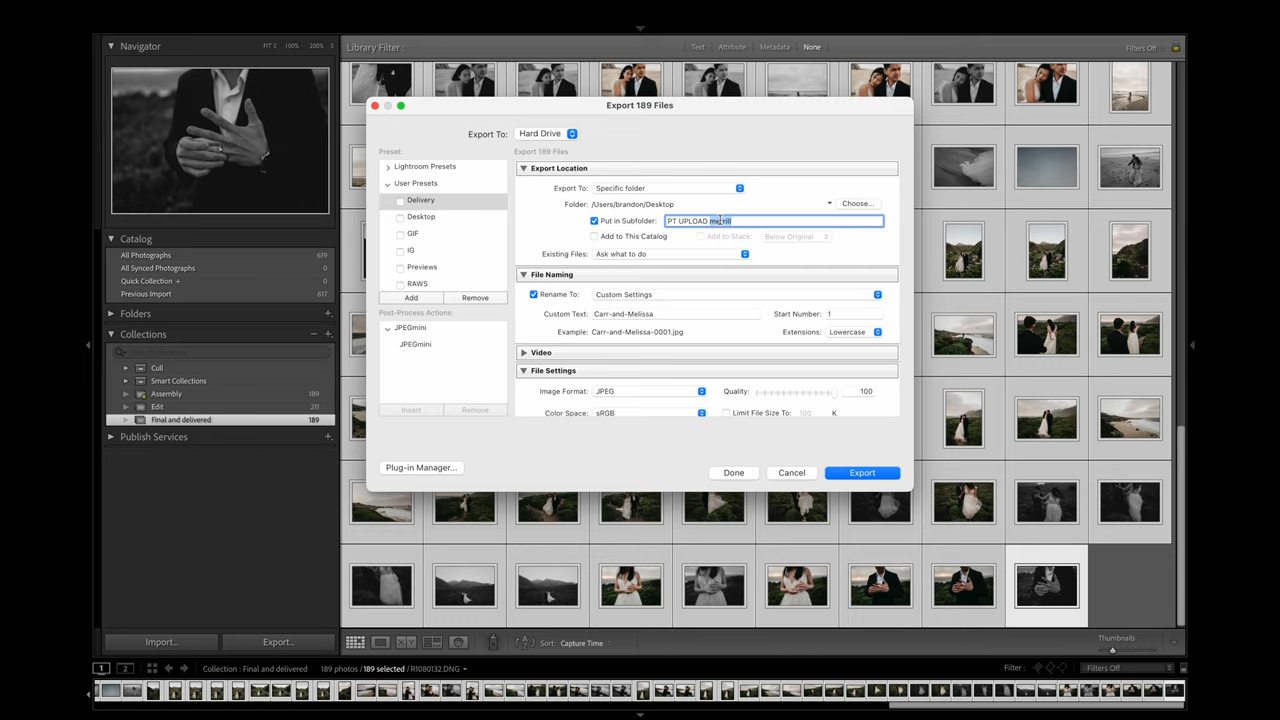 Navigator
FIT
100%
200%
Library Filter :
Text
Attribute
Metadata
None
Filters Off
Catalog
All Photographs 619
All Synced Photographs 0
Quick Collection + 0
Previous Import 617
Folders
Collections
Cull
Smart Collections
Assembly 189
Edit 211
Final and delivered 189
Publish Services
Export 189 Files
Export To: Hard Drive
Preset:
Export 189 Files
Lightroom Presets
User Presets
Delivery
Desktop
GIF
IG
Previews
RAWS
Add
Remove
Post-Process Actions:
JPEGmini
JPEGmini
Insert
Remove
Export Location
Export To: Specific folder
Folder: /Users/brandon/Desktop
Choose...
Put in Subfolder: PT UPLOAD merrill
Add to This Catalog
Add to Stack:
Below Original
Existing Files: Ask what to do
File Naming
Rename To: Custom Settings
Custom Text: Carr-and-Melissa
Start Number: 1
Example: Carr-and-Melissa-0001.jpg
Extensions: Lowercase
Video
File Settings
Image Format: JPEG
Quality: 100
Color Space: sRGB
Limit File Size To: 100 K
Plug-in Manager...
Done
Cancel
Export
Import...
Export...
Sort: Capture Time
Thumbnails
1
2
Collection : Final and delivered
189 photos / 189 selected / R1080132.DNG
Filter :
Filters Off